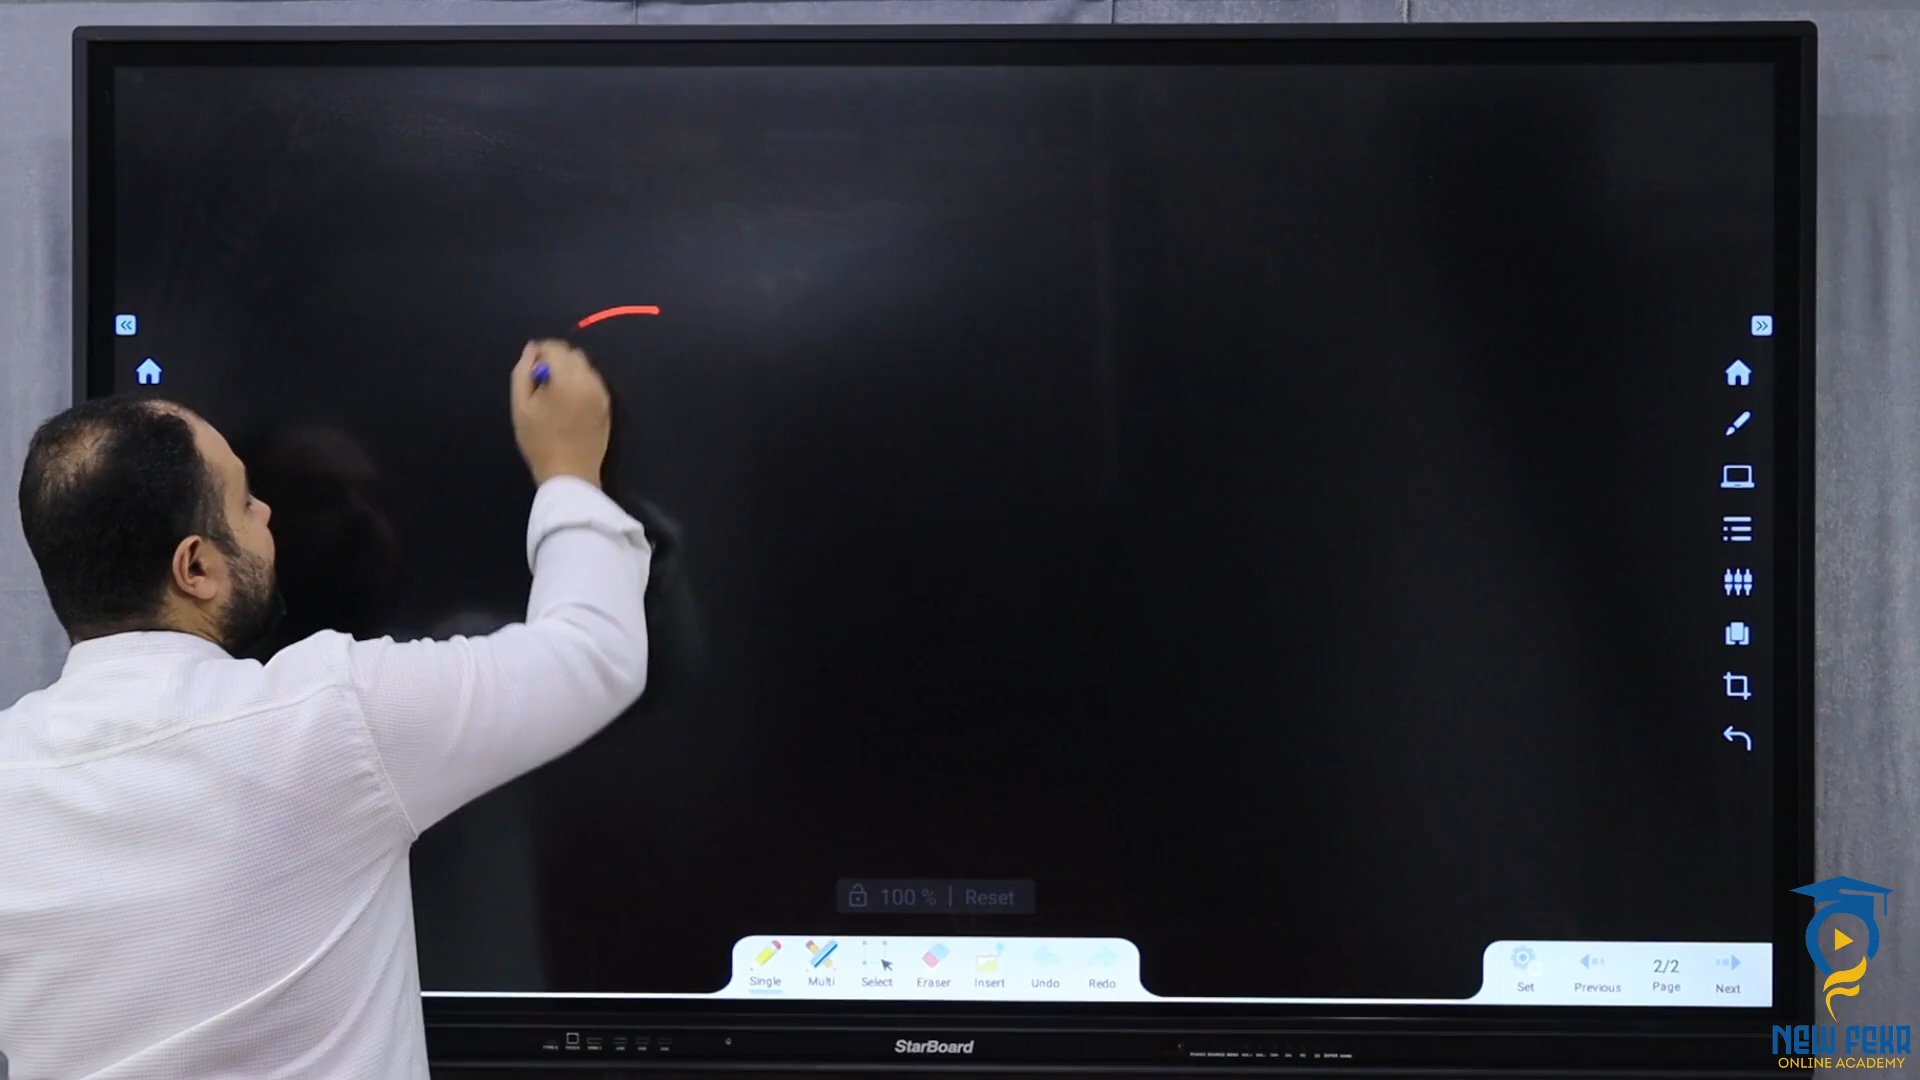 100 % | Reset
Single Multi Select Eraser Insert Undo Redo
Set Previous 2/2 Page Next
StarBoard
NEW FEKR
ONLINE ACADEMY